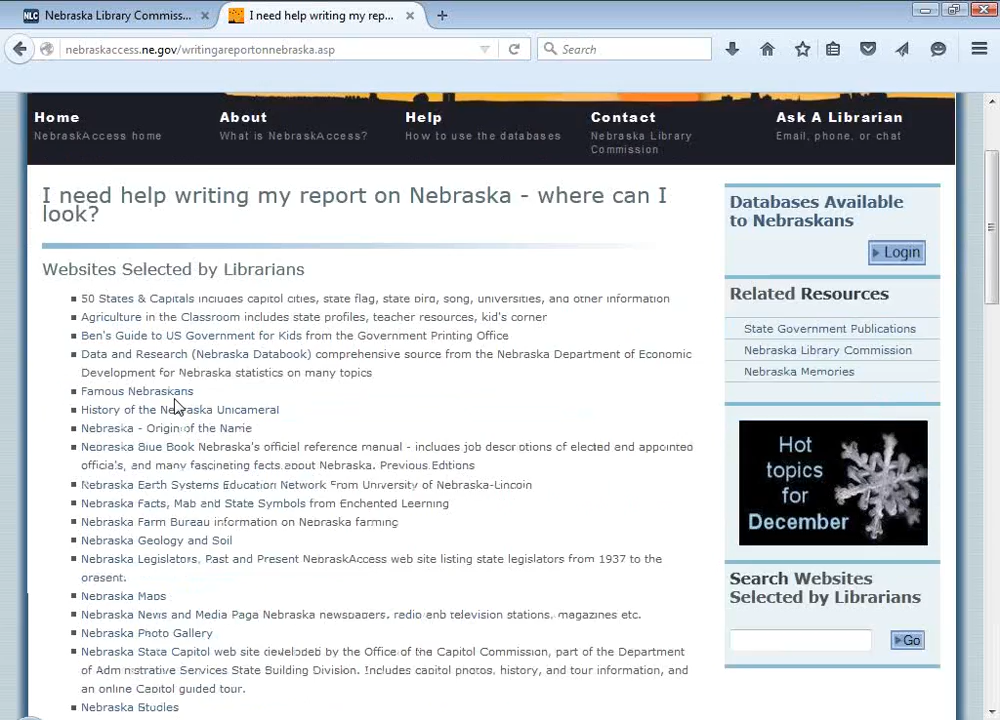 Nebraska Library Commiss...
I need help writing my rep...
nebraskaccess.ne.gov/writingareportonnebraska.asp
Search
Home
NebraskAccess home
About
What is NebraskAccess?
Help
How to use the databases
Contact
Nebraska Library
Commission
Ask A Librarian
Email, phone, or chat
I need help writing my report on Nebraska - where can I
look?
Websites Selected by Librarians
50 States & Capitals includes capitol cities, state flag, state bird, song, universities, and other information
Agriculture in the Classroom includes state profiles, teacher resources, kid's corner
Ben's Guide to US Government for Kids from the Government Printing Office
Data and Research (Nebraska Databook) comprehensive source from the Nebraska Department of Economic
Development for Nebraska statistics on many topics
Famous Nebraskans
History of the Nebraska Unicameral
Nebraska - Origin of the Name
Nebraska Blue Book Nebraska's official reference manual - includes job descriptions of elected and appointed
officials, and many fascinating facts about Nebraska. Previous Editions
Nebraska Earth Systems Education Network From University of Nebraska-Lincoln
Nebraska Facts, Map and State Symbols from Enchanted Learning
Nebraska Farm Bureau information on Nebraska farming
Nebraska Geology and Soil
Nebraska Legislators, Past and Present NebraskAccess web site listing state legislators from 1937 to the
present.
Nebraska Maps
Nebraska News and Media Page Nebraska newspapers, radio and television stations, magazines etc.
Nebraska Photo Gallery
Nebraska State Capitol web site developed by the Office of the Capitol Commission, part of the Department
of Administrative Services State Building Division. Includes capitol photos, history, and tour information, and
an online Capitol guided tour.
Nebraska Studies
Databases Available
to Nebraskans
Login
Related Resources
State Government Publications
Nebraska Library Commission
Nebraska Memories
Hot
topics
for
December
Search Websites
Selected by Librarians
Go